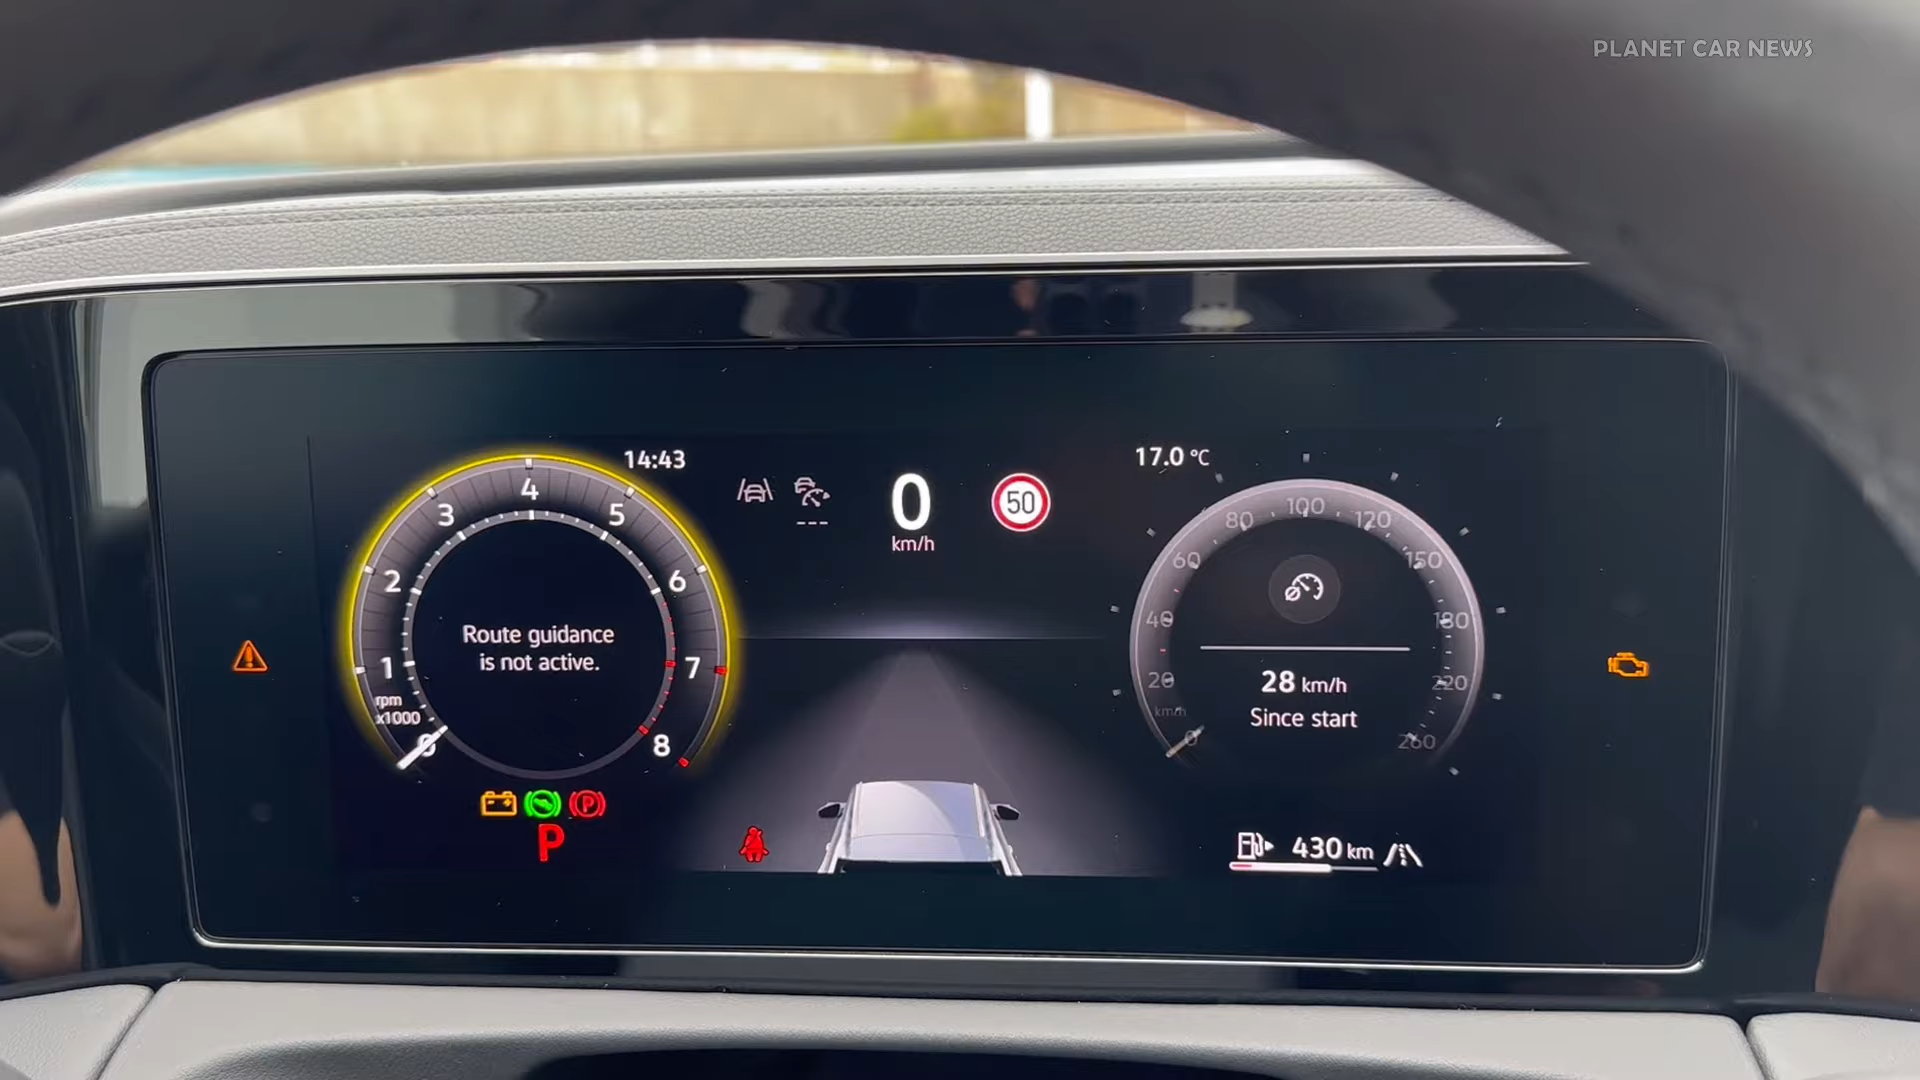 PLANET CAR NEWS
14:43
17.0 °C
0
km/h
50
0
1
2
3
4
5
6
7
8
rpm
x1000
Route guidance
is not active.
P
P
0
20
40
60
80
100
120
150
180
220
260
km/h
28 km/h
Since start
430 km